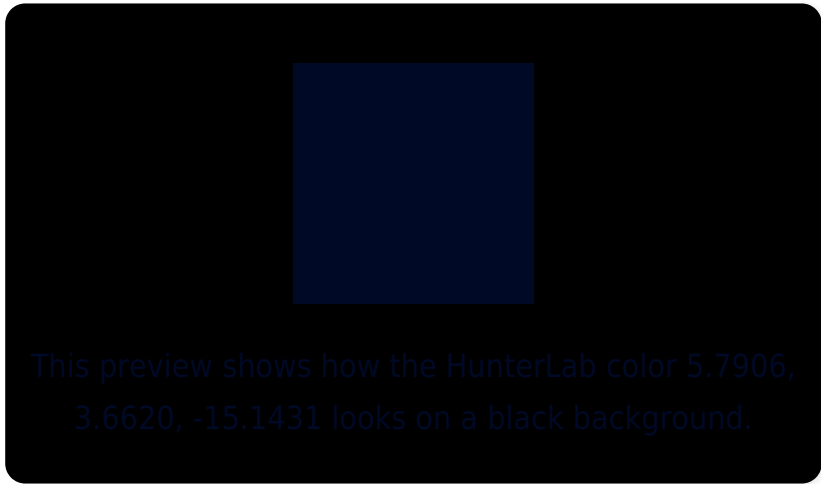 This preview shows how the HunterLab color 5.7906,
3.6620, -15.1431 looks on a black background.